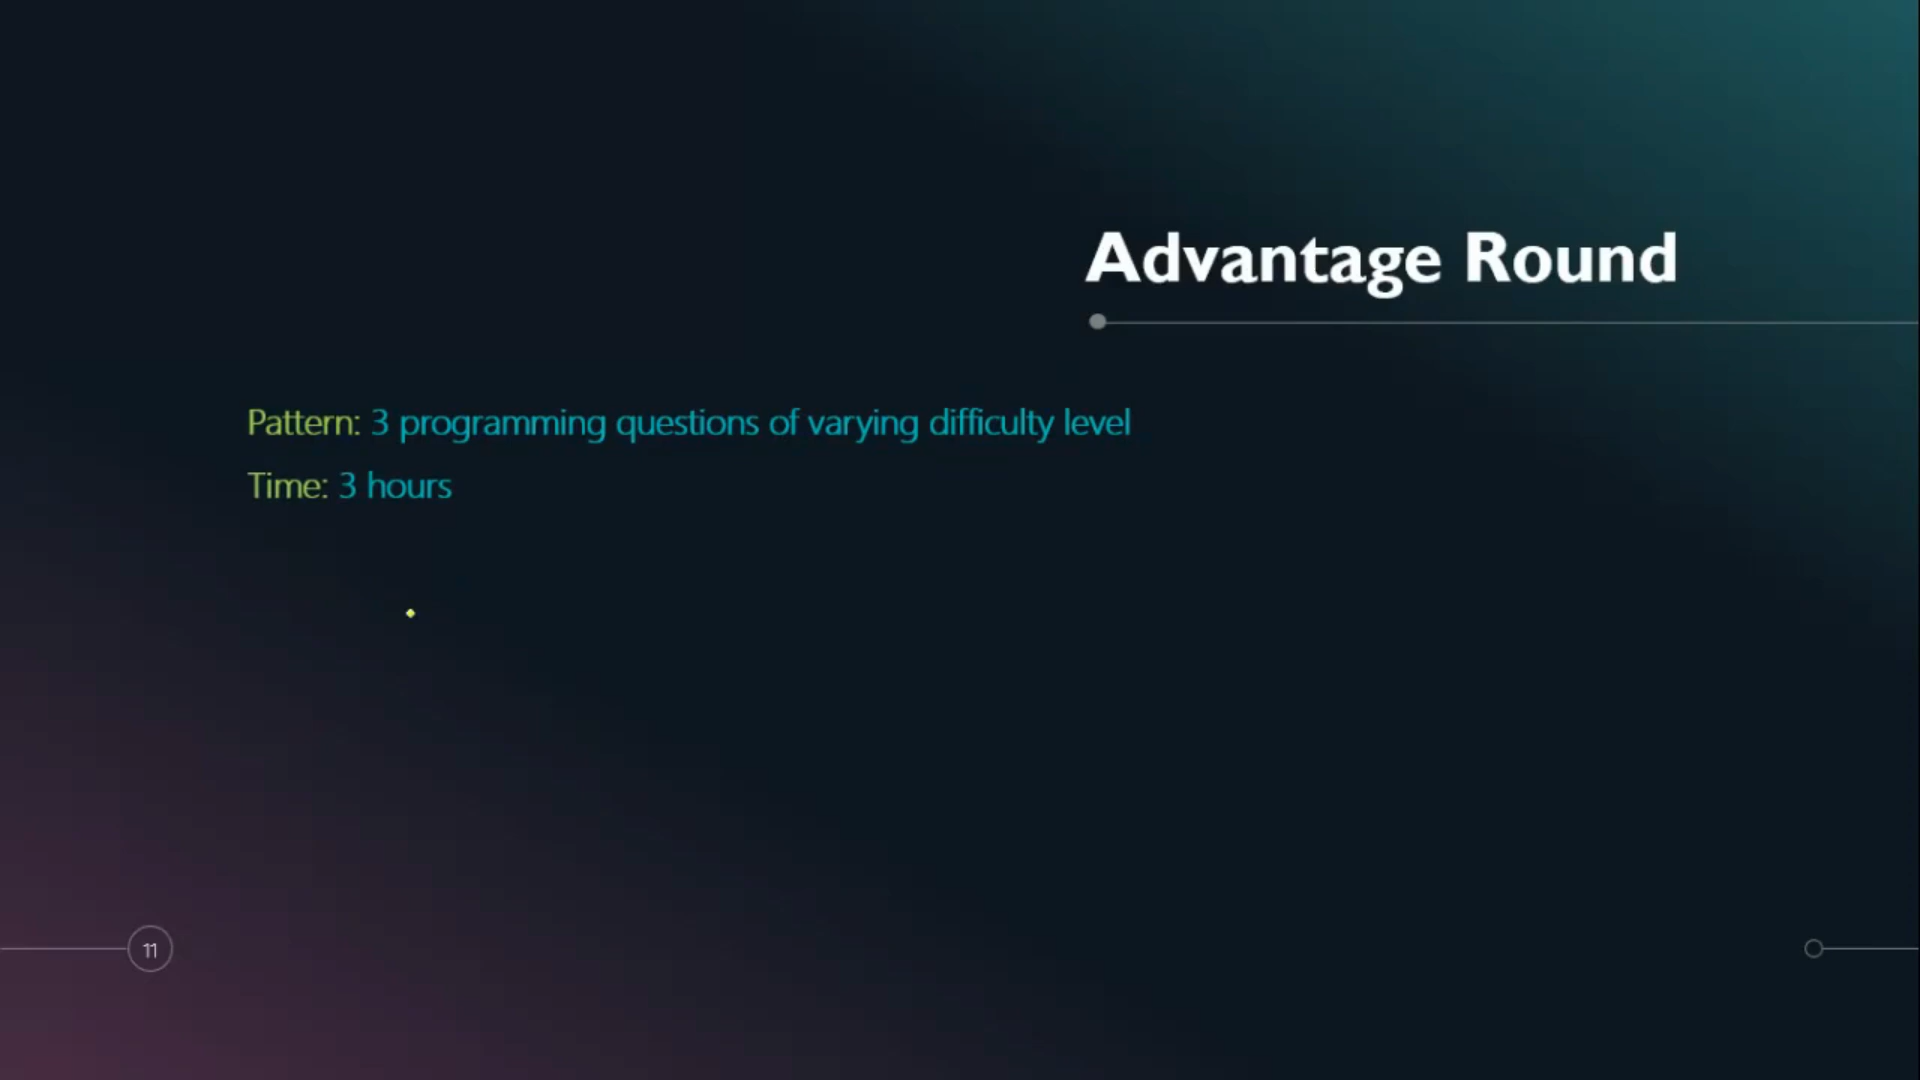 Advantage Round
Pattern: 3 programming questions of varying difficulty level
Time: 3 hours
11